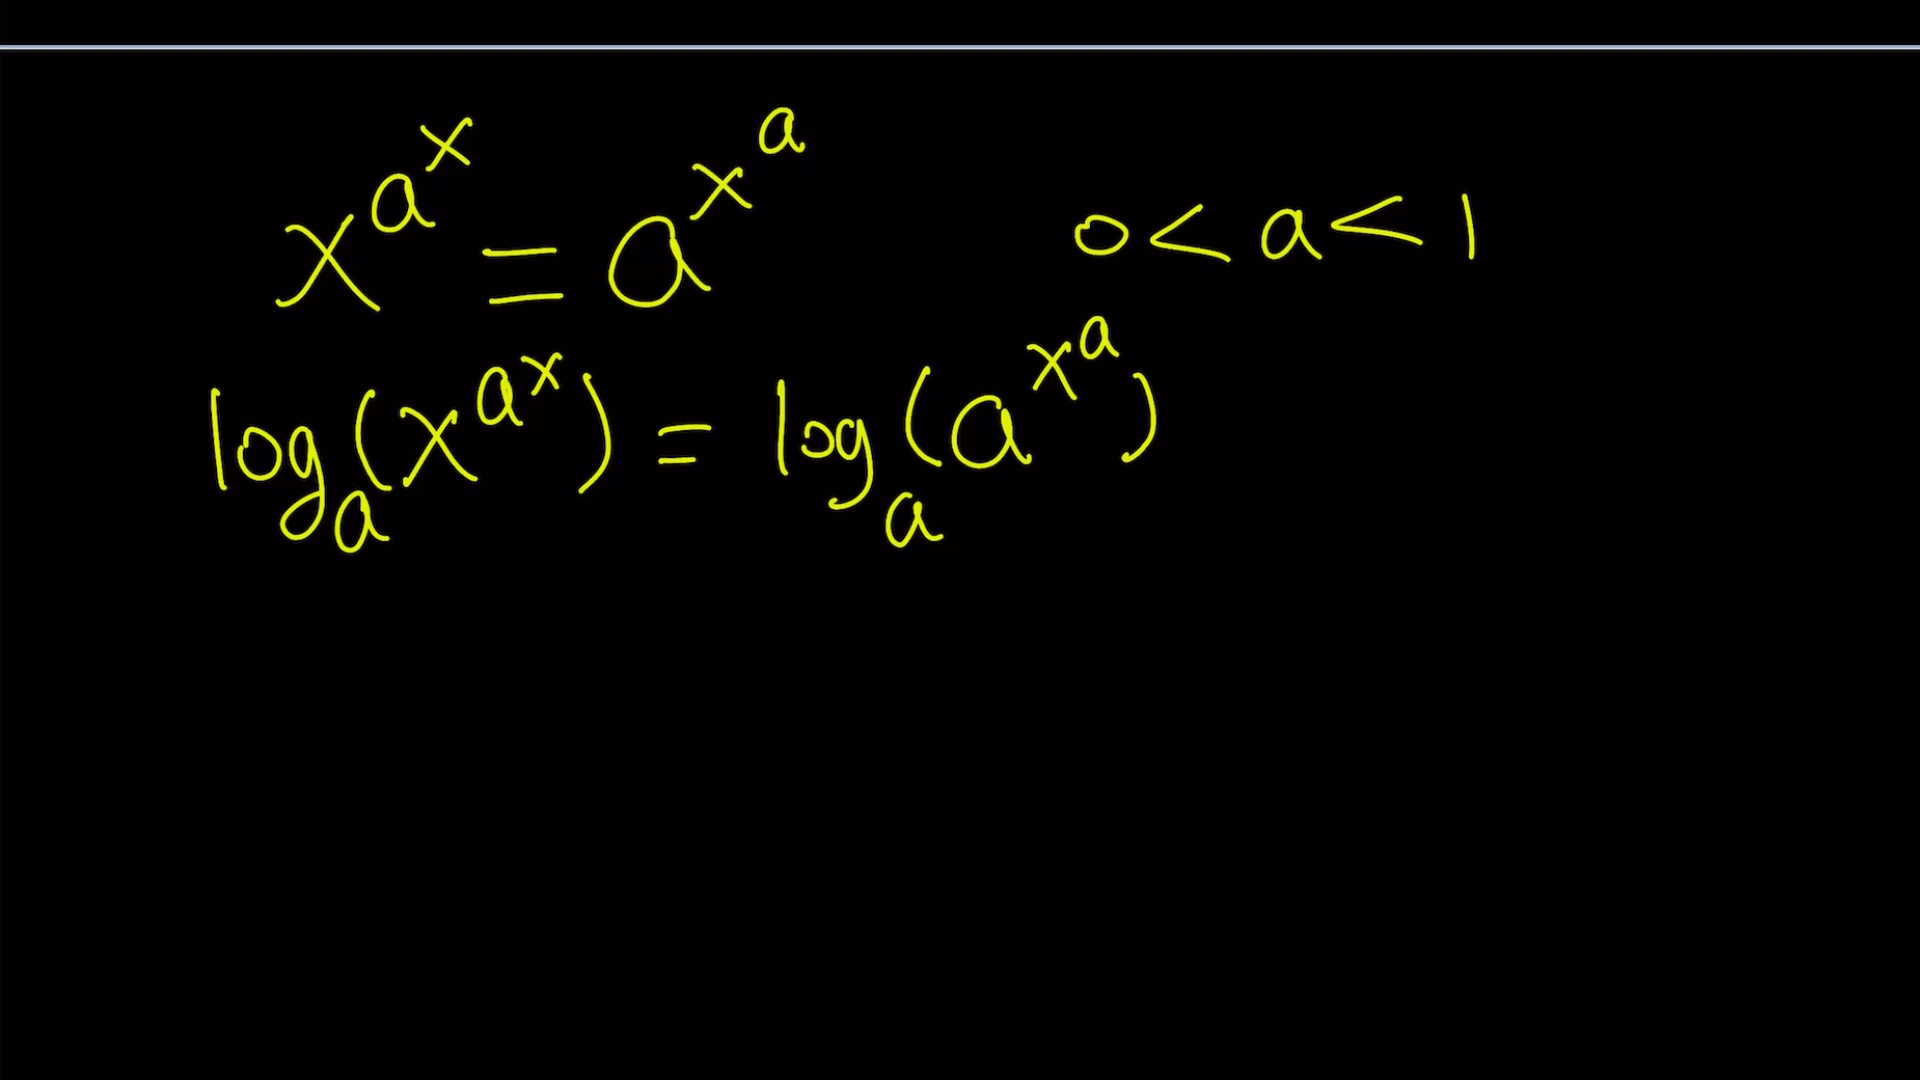 x^{a^x} = a^{x^a} 0 < a < 1
log_a(x^{a^x}) = log_a(a^{x^a})